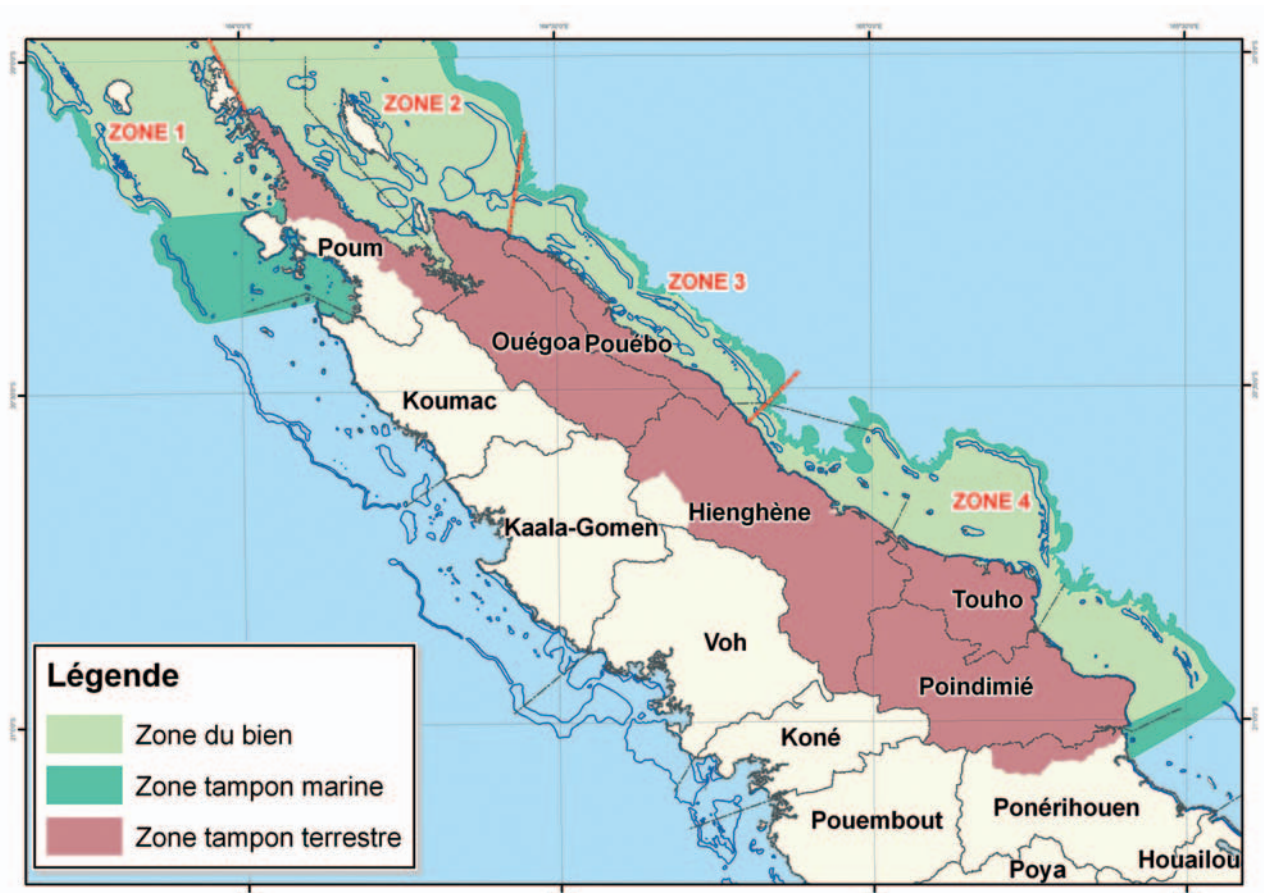 ZONE 1
ZONE 2
Poum
ZONE 3
Ouégoa
Pouébo
Koumac
ZONE 4
Hienghène
Kaala-Gomen
Touho
Voh
Poindimié
Koné
Ponérihouen
Pouembout
Poya
Houailou
Légende
Zone du bien
Zone tampon marine
Zone tampon terrestre